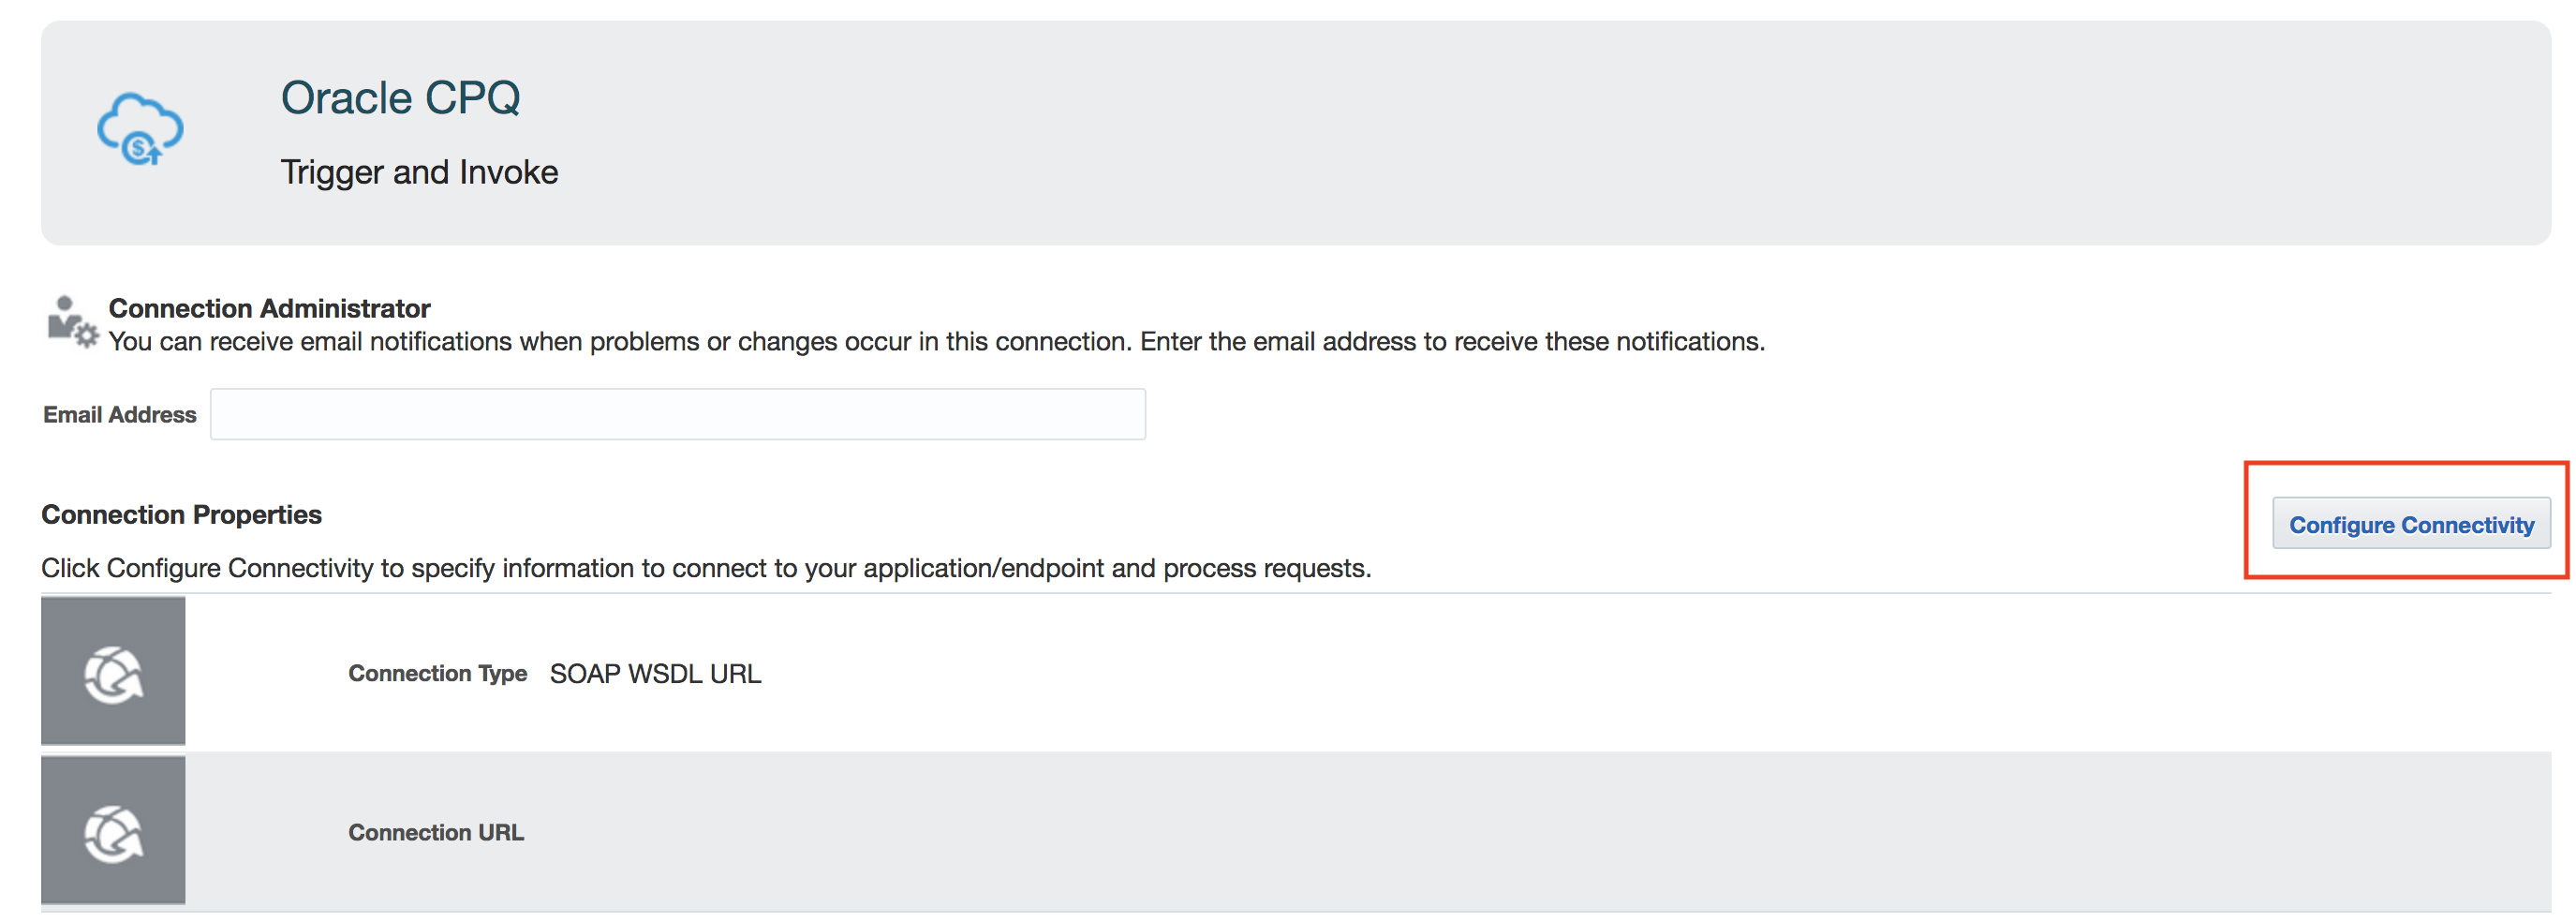 Oracle CPQ
Trigger and Invoke
Connection Administrator
You can receive email notifications when problems or changes occur in this connection. Enter the email address to receive these notifications.
Email Address
Connection Properties
Configure Connectivity
Click Configure Connectivity to specify information to connect to your application/endpoint and process requests.
Connection Type SOAP WSDL URL
Connection URL